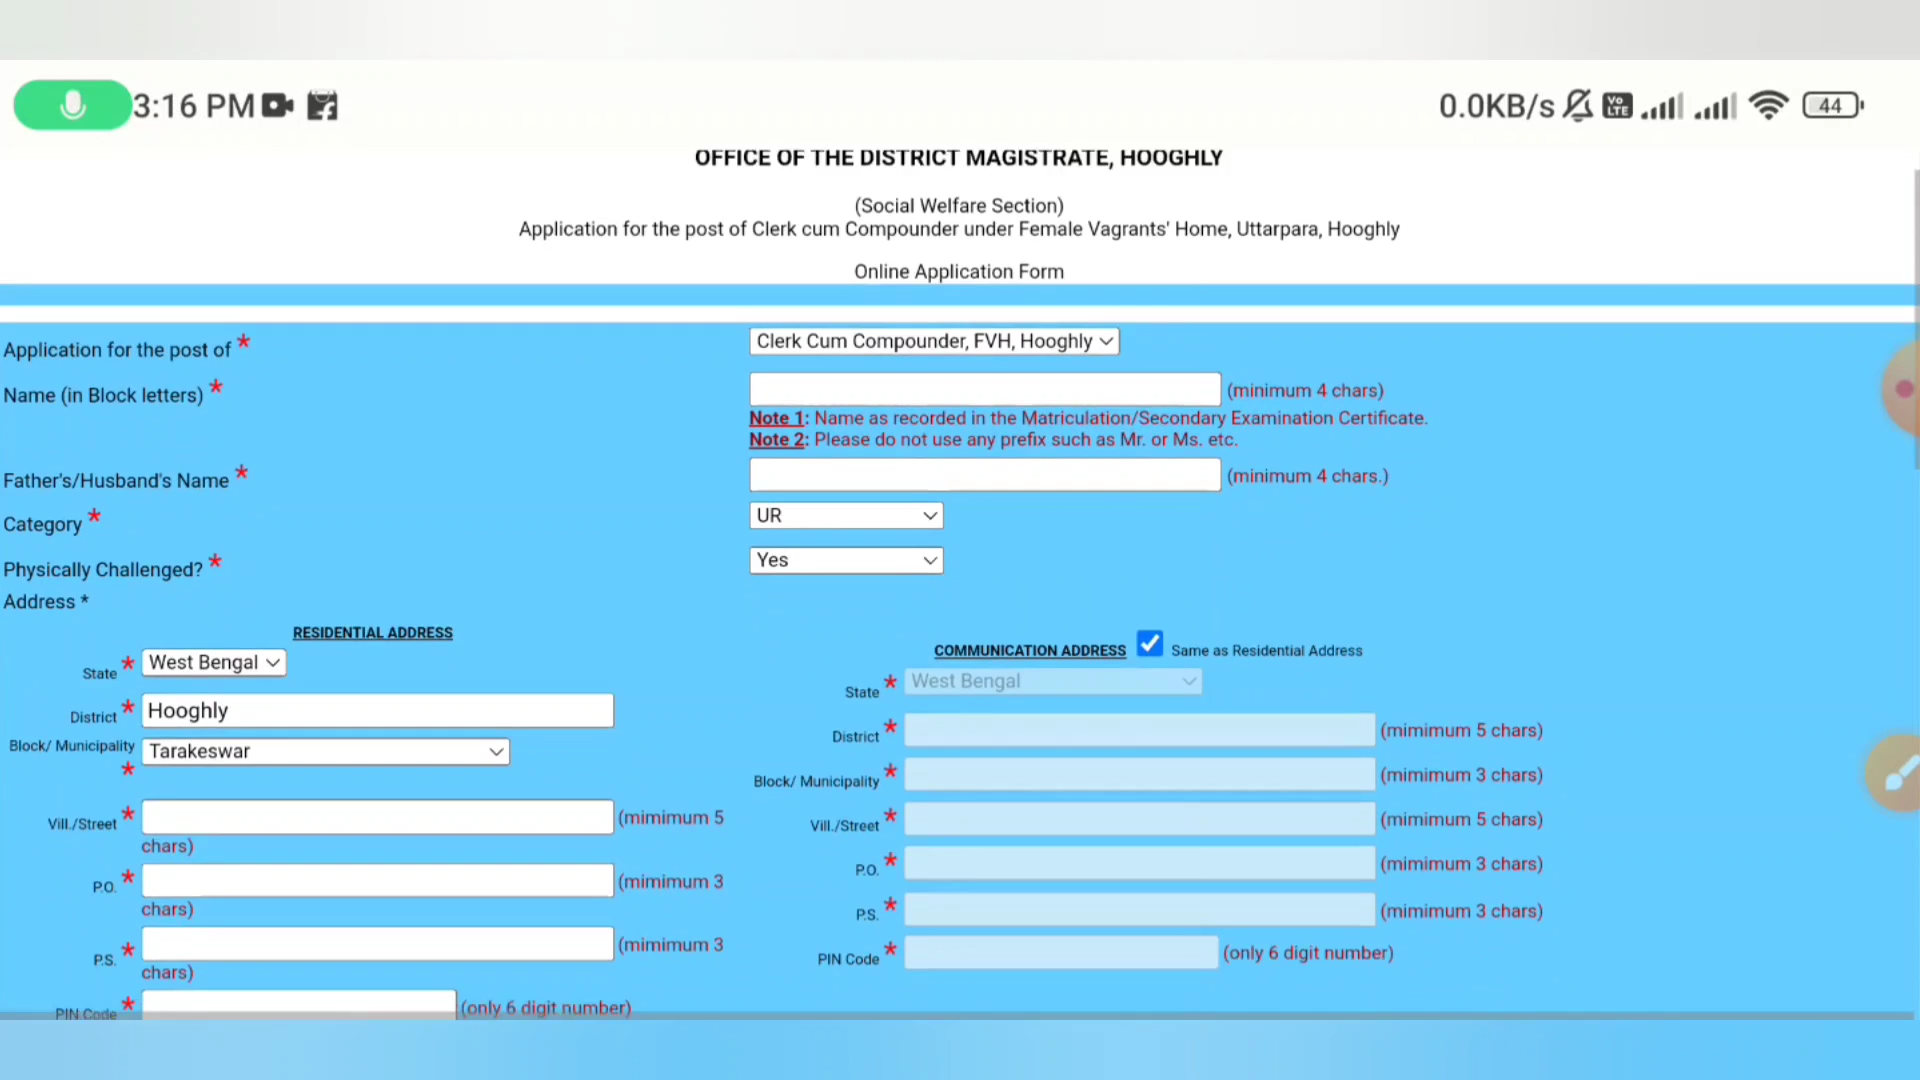 3:16 PM
0.0KB/s
Vo
LTE
44
OFFICE OF THE DISTRICT MAGISTRATE, HOOGHLY
(Social Welfare Section)
Application for the post of Clerk cum Compounder under Female Vagrants' Home, Uttarpara, Hooghly
Online Application Form
Application for the post of *
Clerk Cum Compounder, FVH, Hooghly
Name (in Block letters) *
(minimum 4 chars)
Note 1: Name as recorded in the Matriculation/Secondary Examination Certificate.
Note 2: Please do not use any prefix such as Mr. or Ms. etc.
Father's/Husband's Name *
(minimum 4 chars.)
Category *
UR
Physically Challenged? *
Yes
Address *
RESIDENTIAL ADDRESS
State * West Bengal
District * Hooghly
Block/ Municipality * Tarakeswar
Vill./Street * (mimimum 5
chars)
P.O. * (mimimum 3
chars)
P.S. * (mimimum 3
chars)
PIN Code * (only 6 digit number)
COMMUNICATION ADDRESS Same as Residential Address
State * West Bengal
District * (mimimum 5 chars)
Block/ Municipality * (mimimum 3 chars)
Vill./Street * (mimimum 5 chars)
P.O. * (mimimum 3 chars)
P.S. * (mimimum 3 chars)
PIN Code * (only 6 digit number)